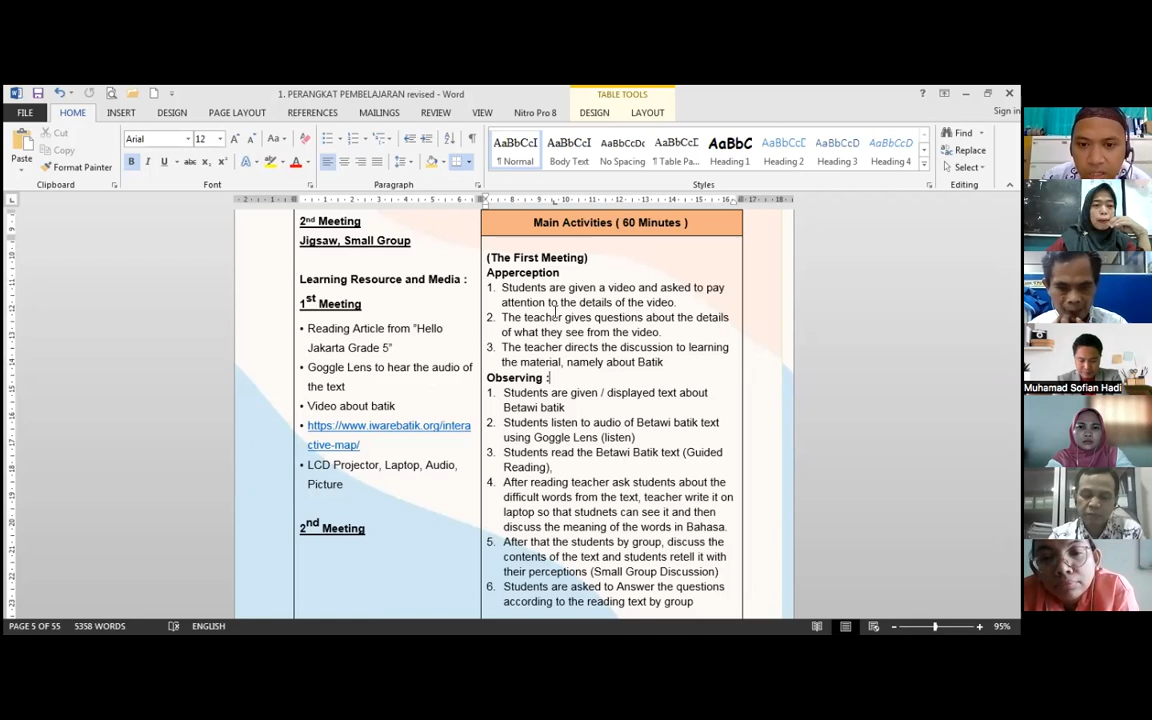 1. PERANGKAT PEMBELAJARAN revised - Word
TABLE TOOLS
FILE HOME INSERT DESIGN PAGE LAYOUT REFERENCES MAILINGS REVIEW VIEW Nitro Pro 8 DESIGN LAYOUT Sign in
Paste
Cut
Copy
Format Painter
Clipboard
Arial 12
Font
Paragraph
AaBbCcI AaBbCcI AaBbCcDc AaBbCcDc AaBbC AaBbCcI AaBbCcD AaBbCcD
¶ Normal Body Text No Spacing ¶ Table Pa... Heading 1 Heading 2 Heading 3 Heading 4
Styles
Find
Replace
Select
Editing
2nd Meeting
Jigsaw, Small Group
Learning Resource and Media :
1st Meeting
• Reading Article from "Hello
Jakarta Grade 5"
• Goggle Lens to hear the audio of
the text
• Video about batik
• https://www.iwarebatik.org/intera
ctive-map/
• LCD Projector, Laptop, Audio,
Picture
2nd Meeting
Main Activities ( 60 Minutes )
(The First Meeting)
Apperception
1. Students are given a video and asked to pay
attention to the details of the video.
2. The teacher gives questions about the details
of what they see from the video.
3. The teacher directs the discussion to learning
the material, namely about Batik
Observing :
1. Students are given / displayed text about
Betawi batik
2. Students listen to audio of Betawi batik text
using Goggle Lens (listen)
3. Students read the Betawi Batik text (Guided
Reading),
4. After reading teacher ask students about the
difficult words from the text, teacher write it on
laptop so that studnets can see it and then
discuss the meaning of the words in Bahasa.
5. After that the students by group, discuss the
contents of the text and students retell it with
their perceptions (Small Group Discussion)
6. Students are asked to Answer the questions
according to the reading text by group
PAGE 5 OF 55 5358 WORDS ENGLISH 95%
Muhamad Sofian Hadi